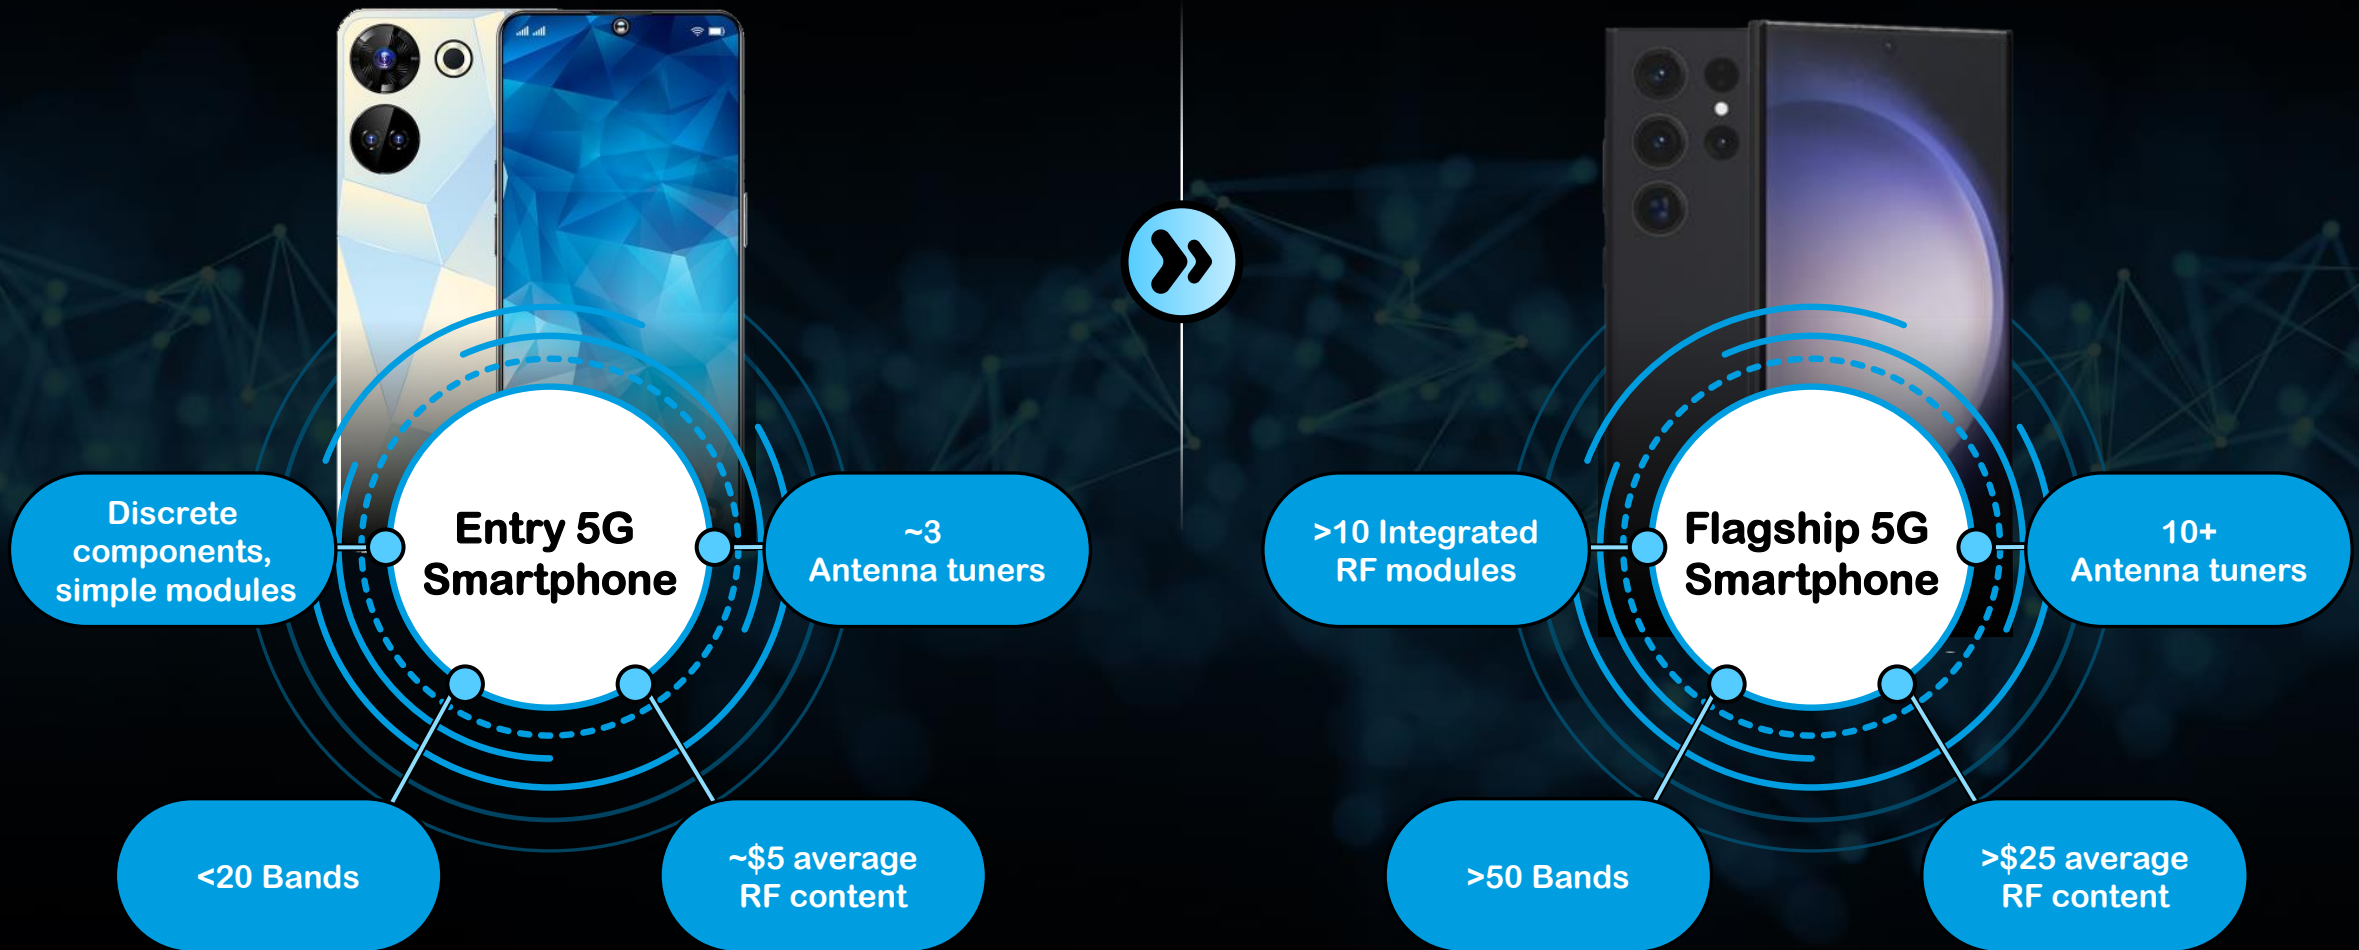 Entry 5G
Smartphone
Discrete
components,
simple modules
~3
Antenna tuners
<20 Bands
~$5 average
RF content
Flagship 5G
Smartphone
>10 Integrated
RF modules
10+
Antenna tuners
>50 Bands
>$25 average
RF content